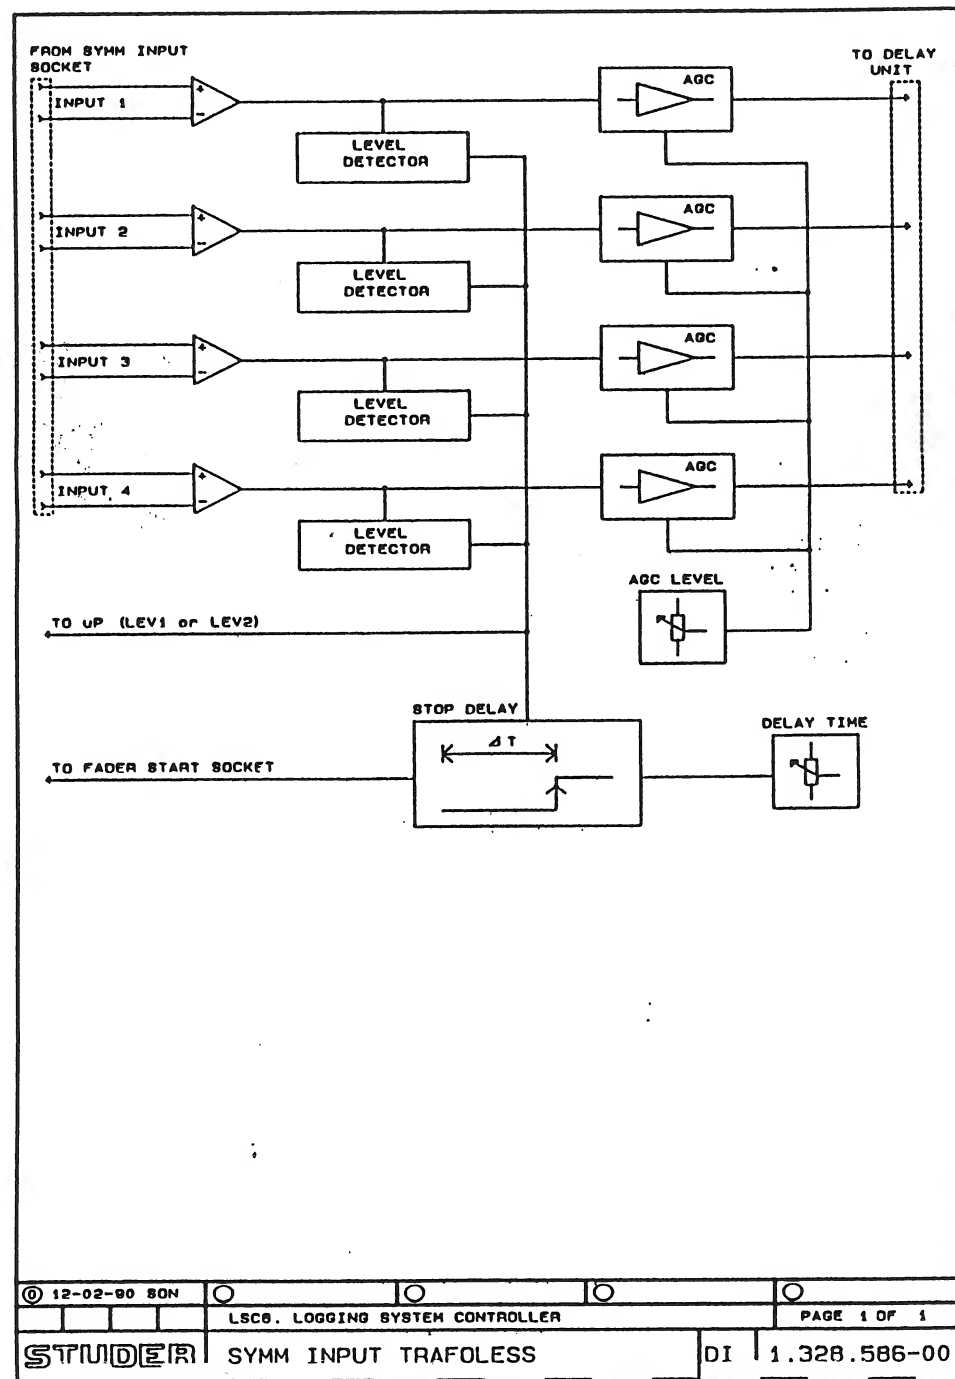 FROM SYMM INPUT
SOCKET
TO DELAY
UNIT
INPUT 1
+
-
AGC
LEVEL
DETECTOR
INPUT 2
+
-
AGC
LEVEL
DETECTOR
INPUT 3
+
-
AGC
LEVEL
DETECTOR
INPUT 4
+
-
AGC
LEVEL
DETECTOR
AGC LEVEL
TO uP (LEV1 or LEV2)
STOP DELAY
DELAY TIME
⊿ T
TO FADER START SOCKET
⓪ 12-02-90 SON
LSC6. LOGGING SYSTEM CONTROLLER
PAGE 1 OF 1
STUDER
SYMM INPUT TRAFOLESS
DI
1.328.586-00